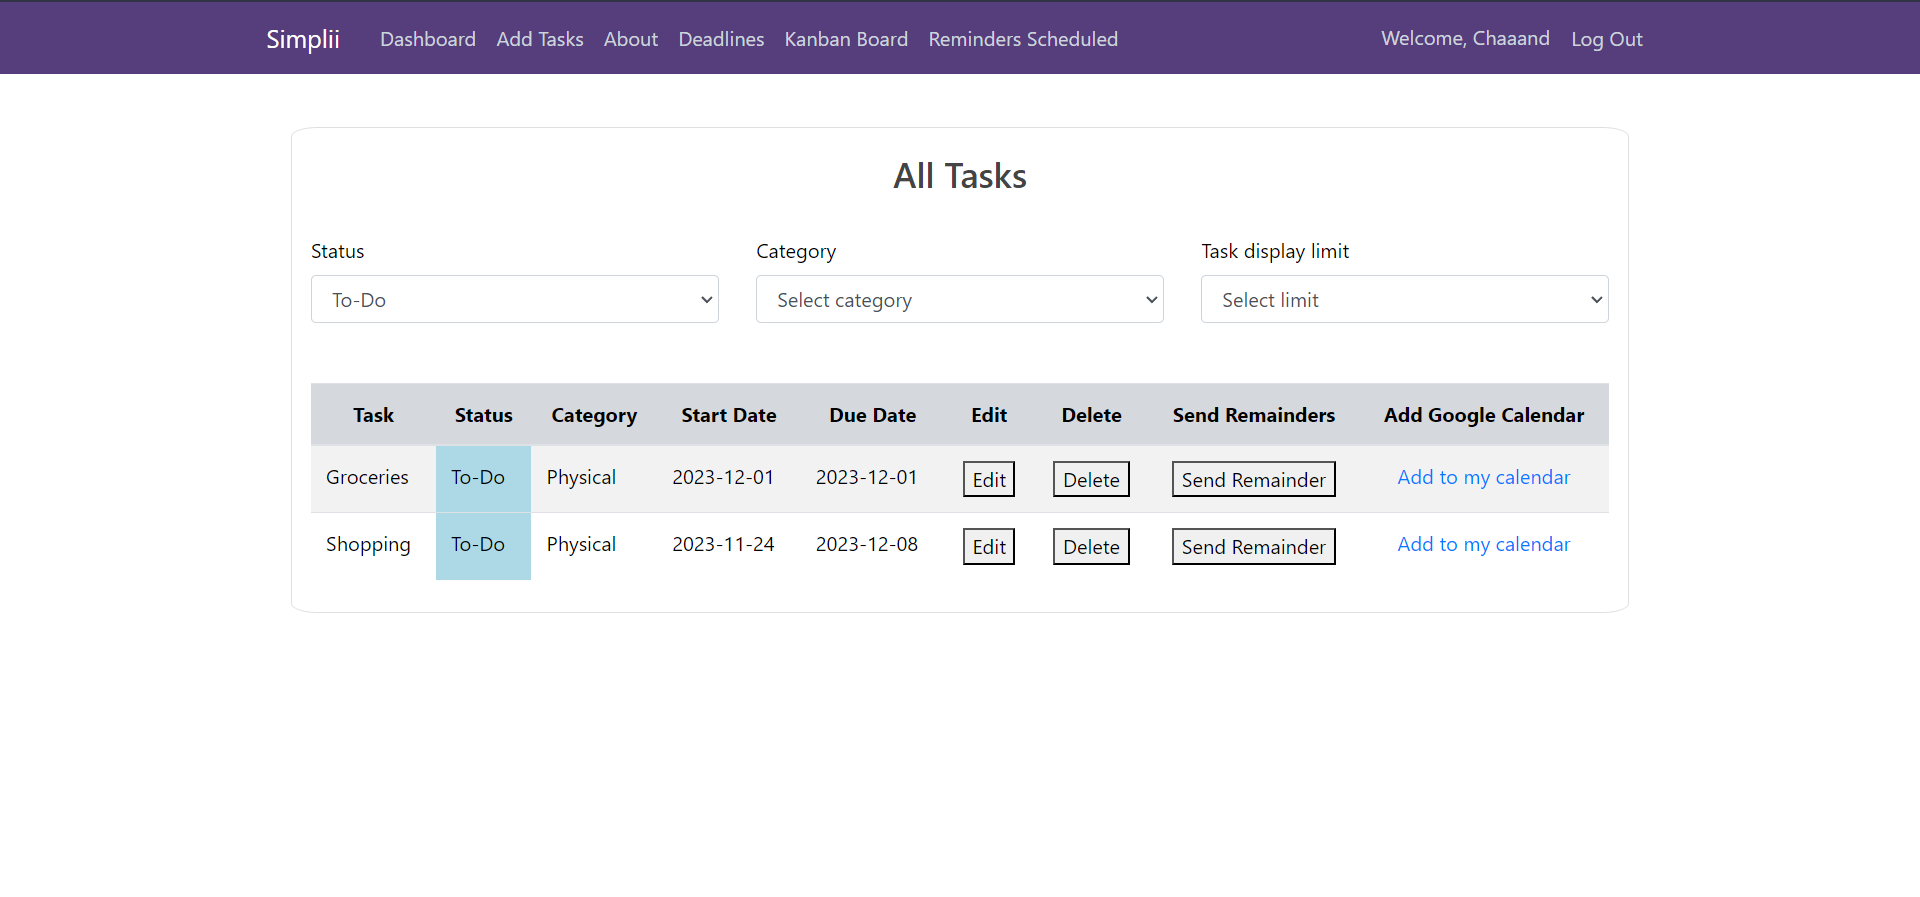 Simplii Dashboard Add Tasks About Deadlines Kanban Board Reminders Scheduled Welcome, Chaaand Log Out
All Tasks
Status Category Task display limit
To-Do Select category Select limit
Task Status Category Start Date Due Date Edit Delete Send Remainders Add Google Calendar
Groceries To-Do Physical 2023-12-01 2023-12-01 Edit Delete Send Remainder Add to my calendar
Shopping To-Do Physical 2023-11-24 2023-12-08 Edit Delete Send Remainder Add to my calendar